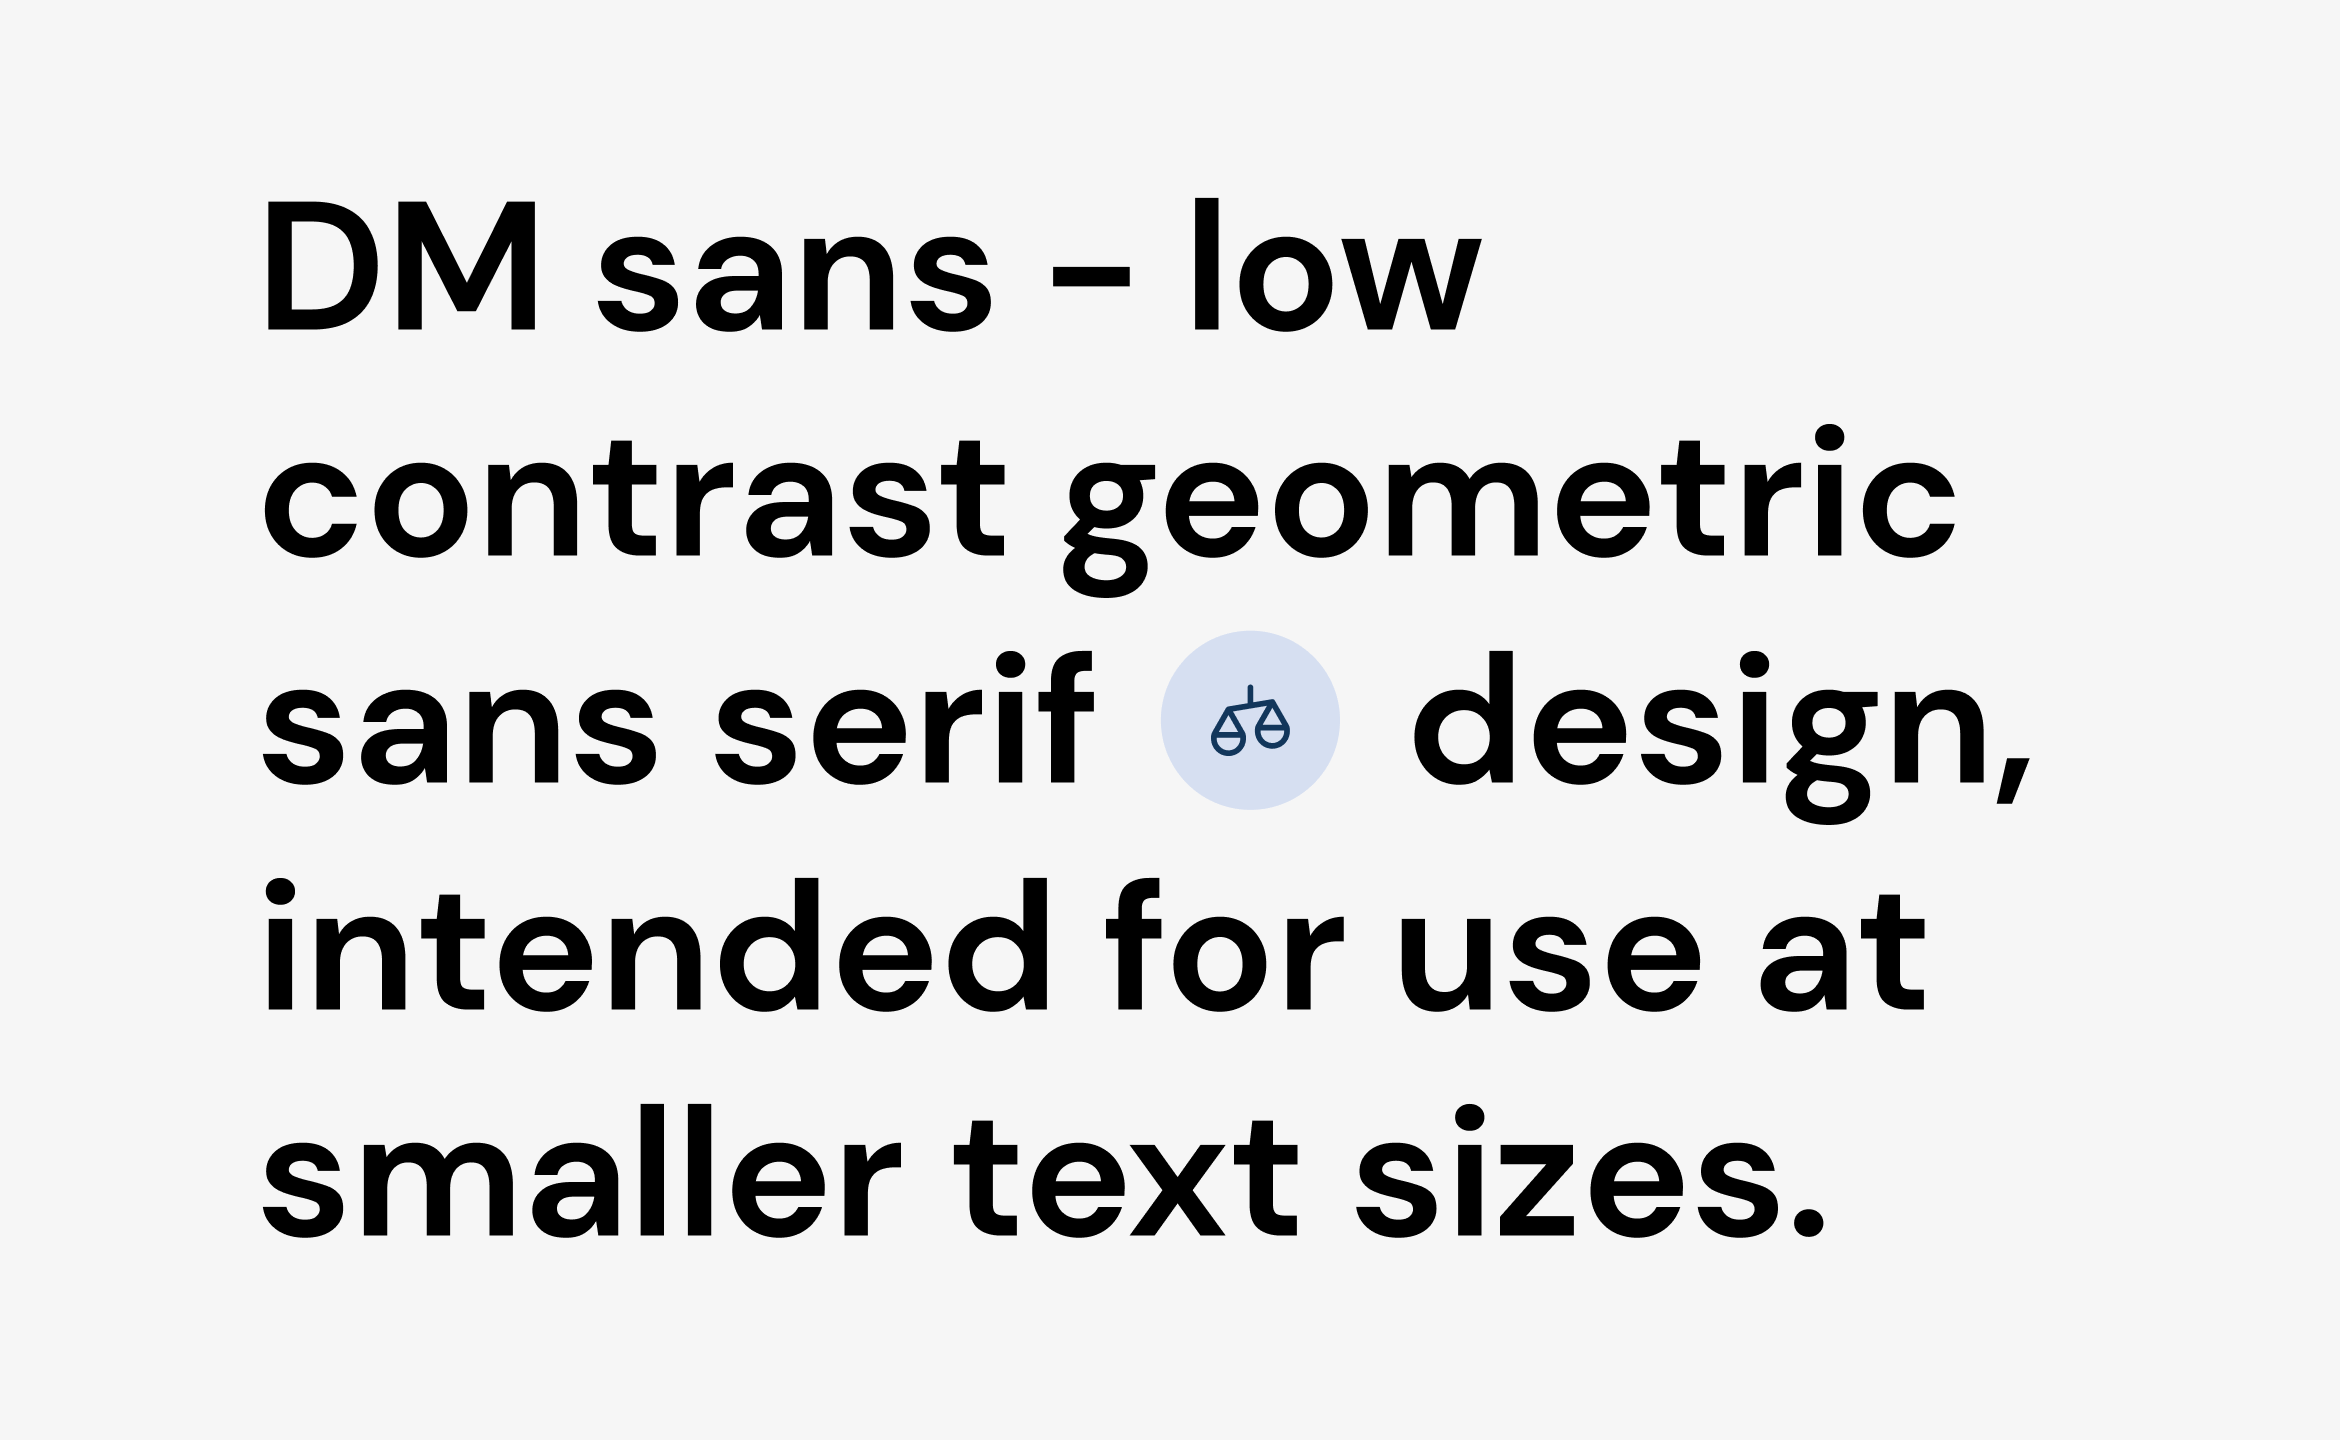 DM sans – low
contrast geometric
sans serif design,
intended for use at
smaller text sizes.